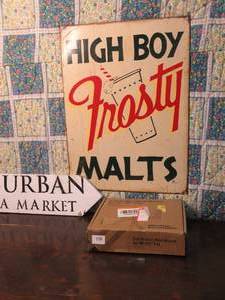 HIGH BOY
Frosty
MALTS
URBAN
A MARKET